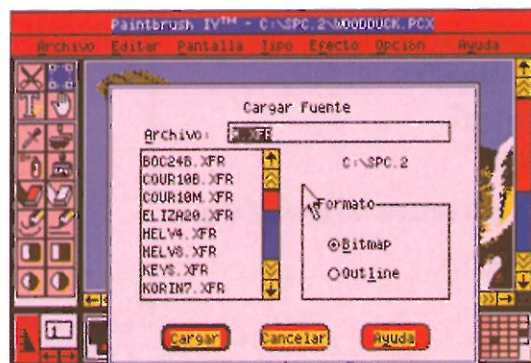 Paintbrush IV™ - C:\SPC.2\WOODDUCK.PCX
Archivo Editar Pantalla Tipo Efecto Opción Ayuda
Cargar Fuente
Archivo: *.XFR
C:\SPC.2
BOC24B.XFR
COUR10B.XFR
COUR10M.XFR
ELIZA20.XFR
HELV4.XFR
HELV8.XFR
KEYS.XFR
KORIN7.XFR
Formato
Bitmap
Outline
Cargar Cancelar Ayuda
T
1